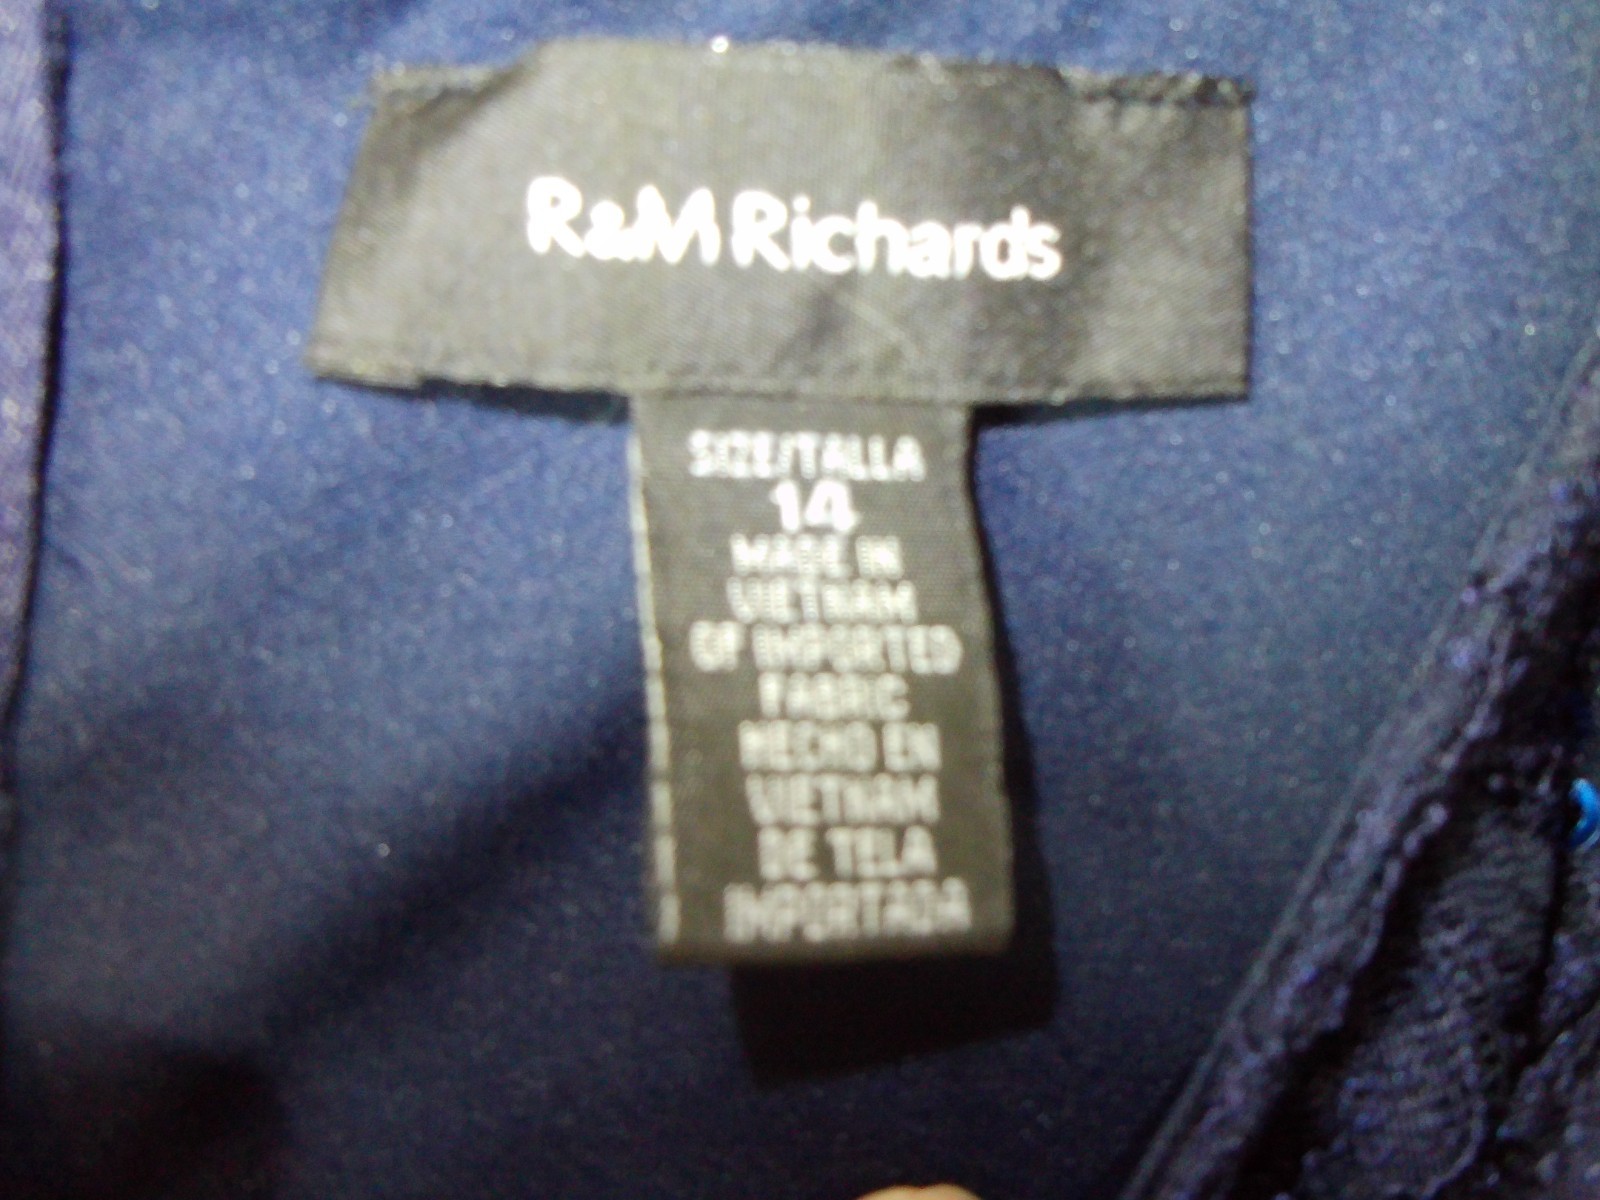 R&M Richards
SIZE/TALLA
14
MADE IN
VIETNAM
OF IMPORTED
FABRIC
HECHO EN
VIETNAM
DE TELA
IMPORTADA